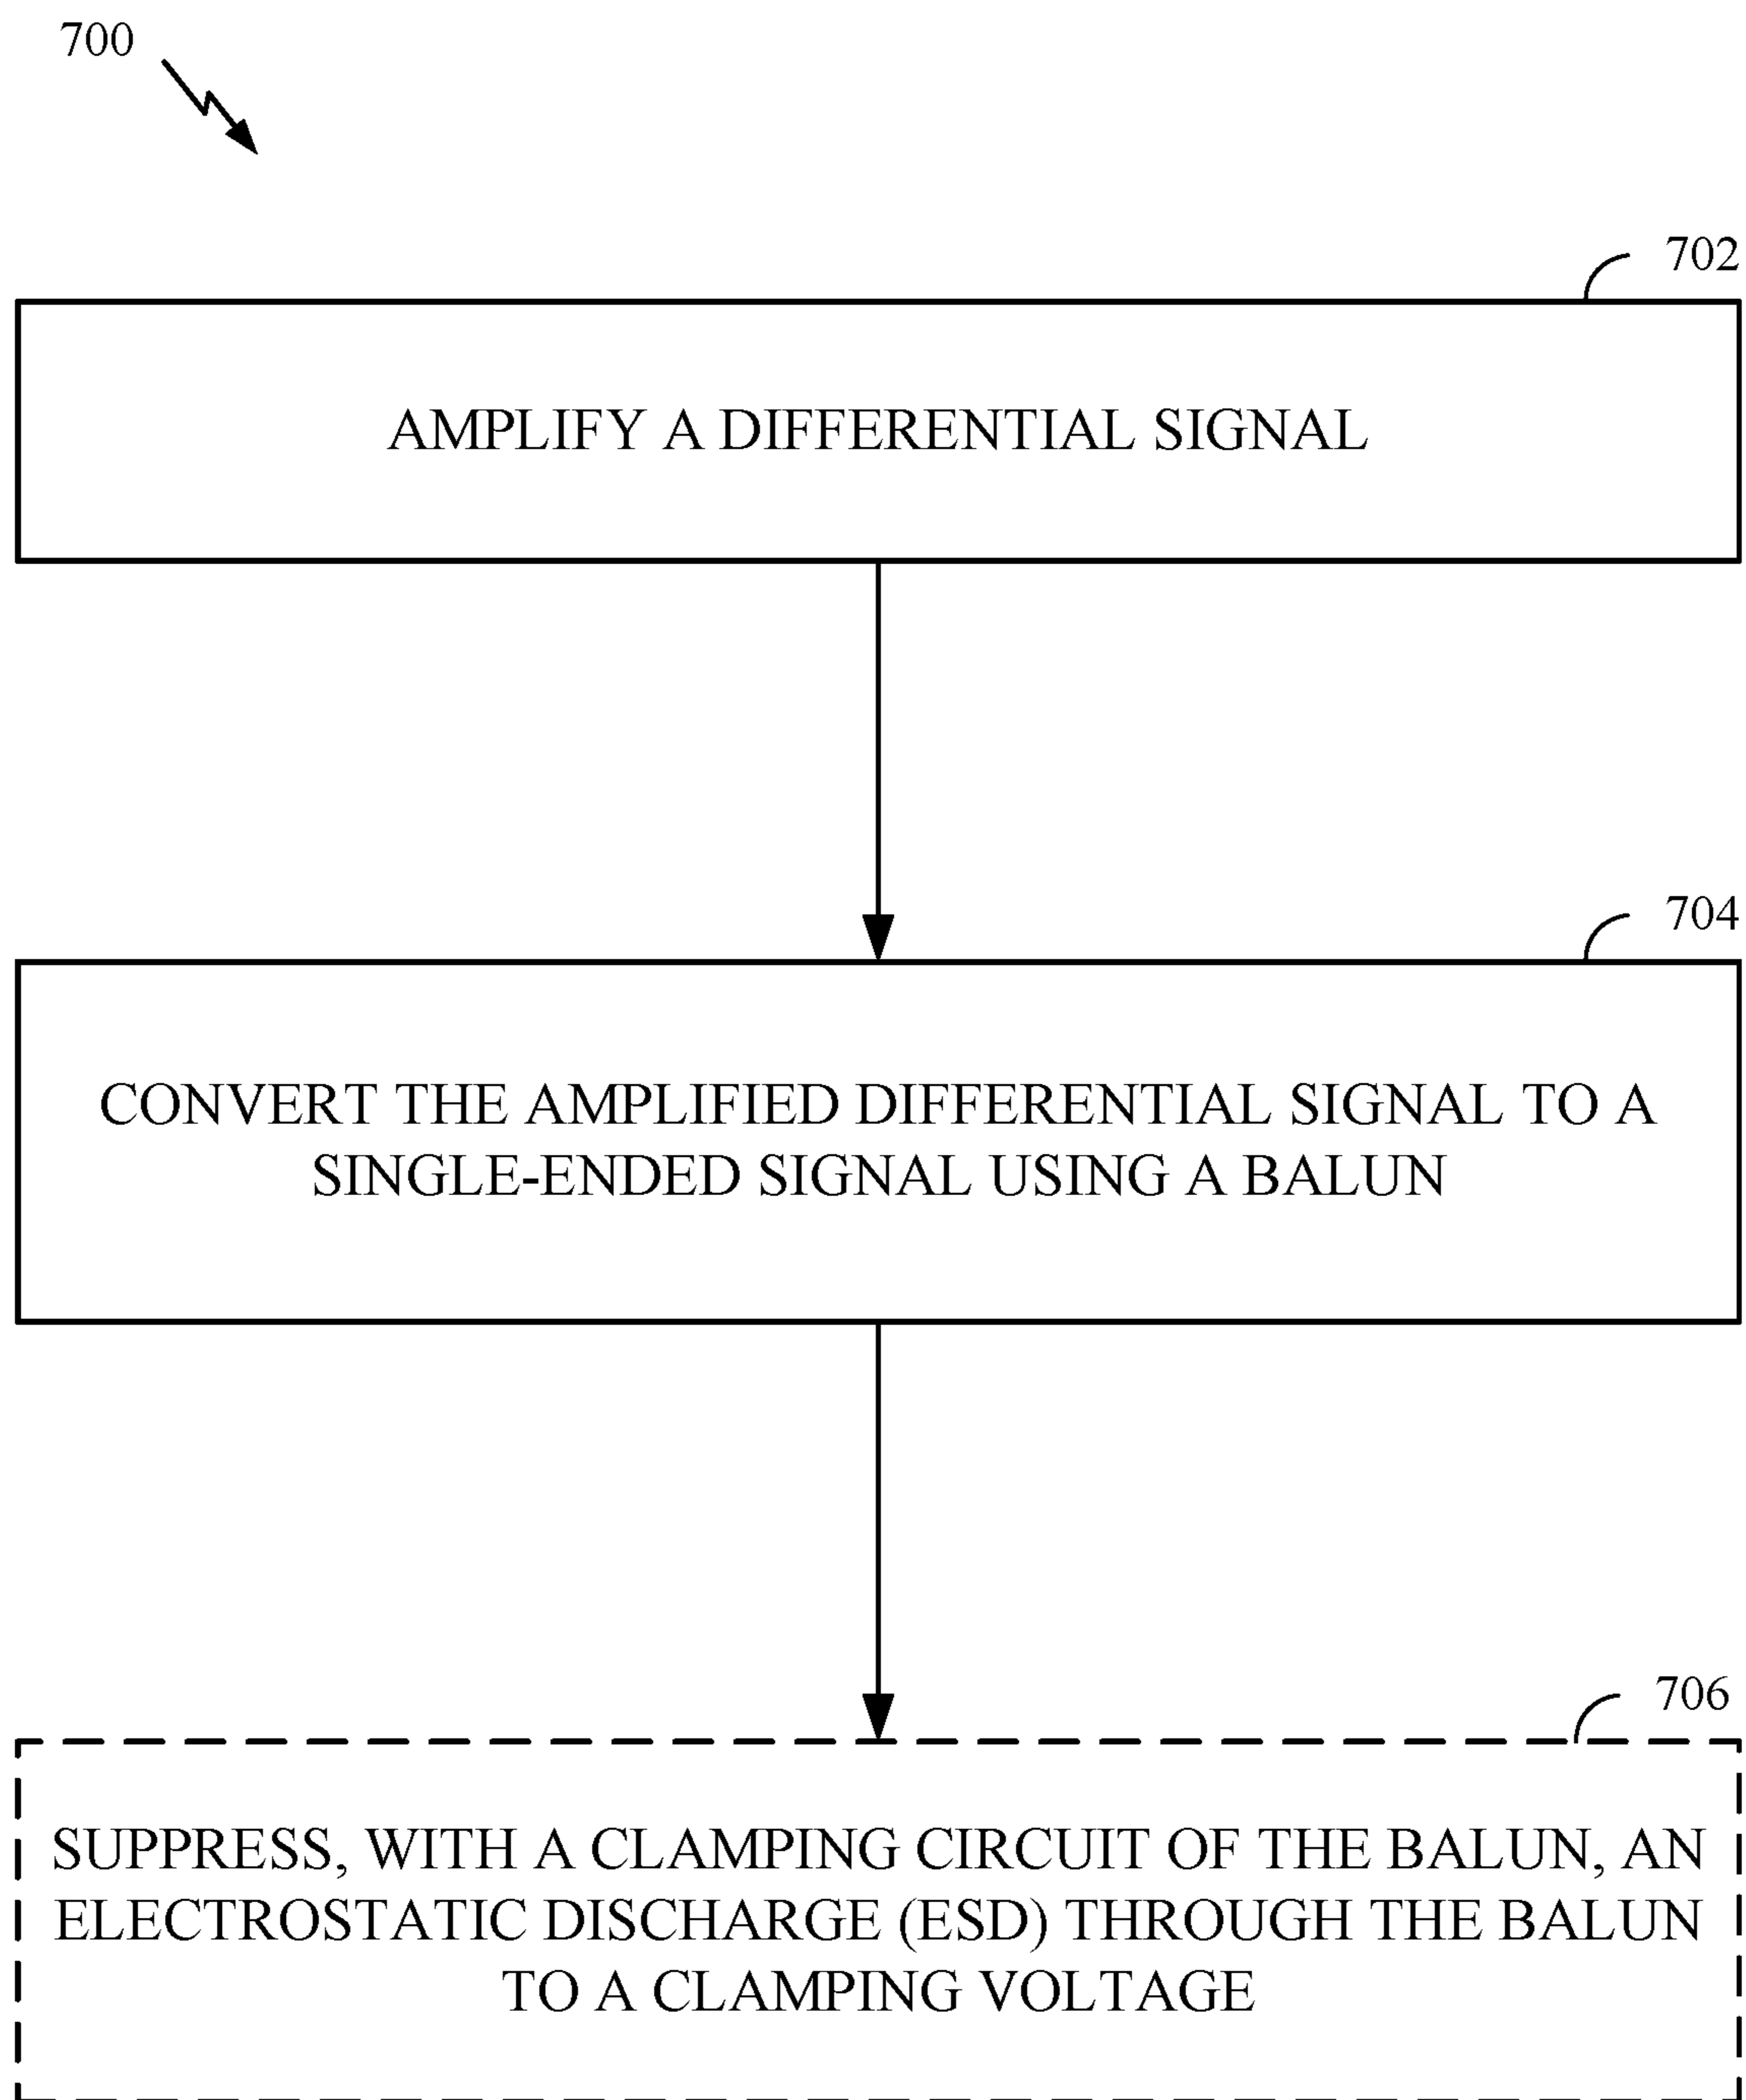 700
702
AMPLIFY A DIFFERENTIAL SIGNAL
704
CONVERT THE AMPLIFIED DIFFERENTIAL SIGNAL TO A
SINGLE-ENDED SIGNAL USING A BALUN
706
SUPPRESS, WITH A CLAMPING CIRCUIT OF THE BALUN, AN
ELECTROSTATIC DISCHARGE (ESD) THROUGH THE BALUN
TO A CLAMPING VOLTAGE